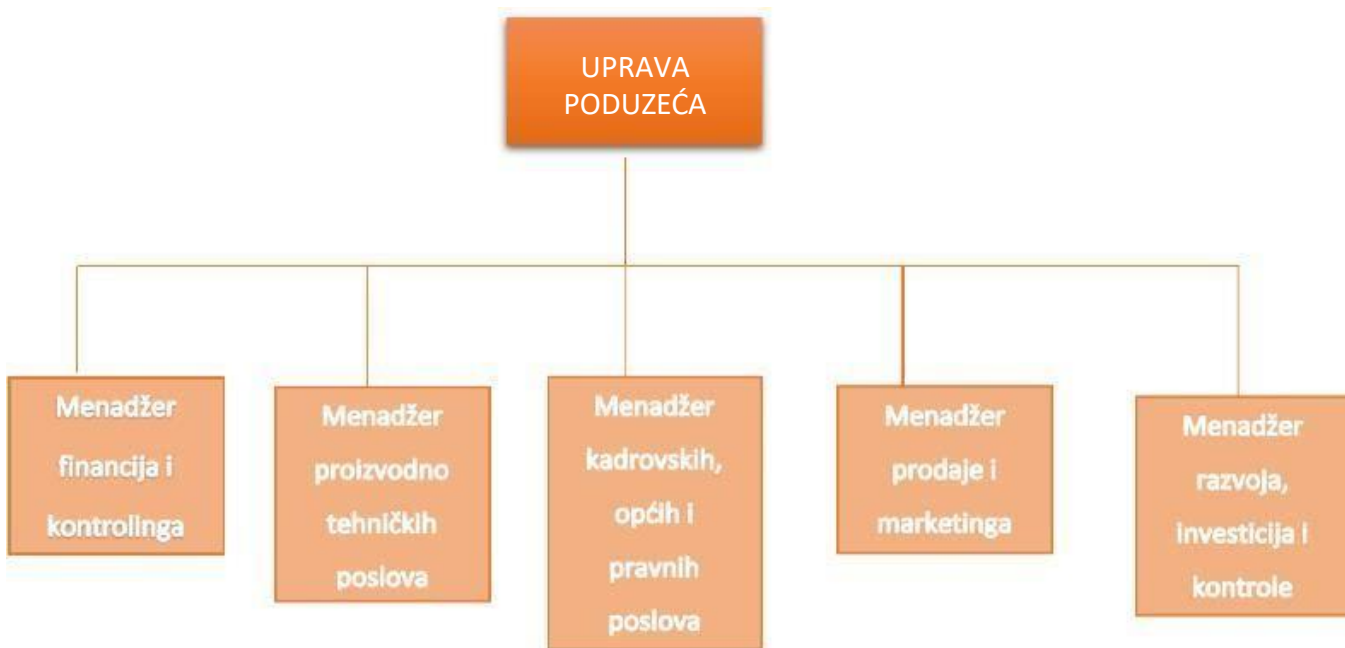 UPRAVA
PODUZEĆA
Menadžer
financija i
kontrolinga
Menadžer
proizvodno
tehničkih
poslova
Menadžer
kadrovskih,
općih i
pravnih
poslova
Menadžer
prodaje i
marketinga
Menadžer
razvoja,
investicija i
kontrole